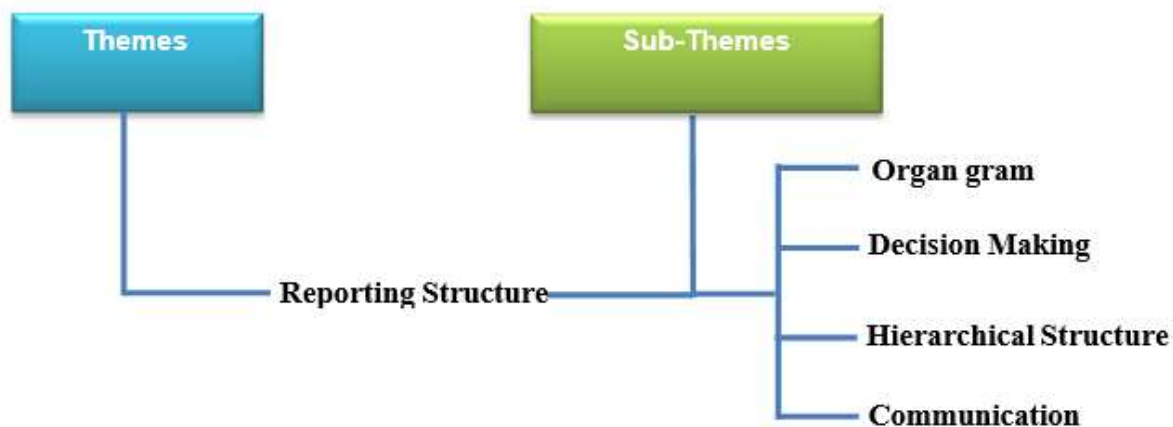 Themes
Sub-Themes
Organ gram
Decision Making
Reporting Structure
Hierarchical Structure
Communication